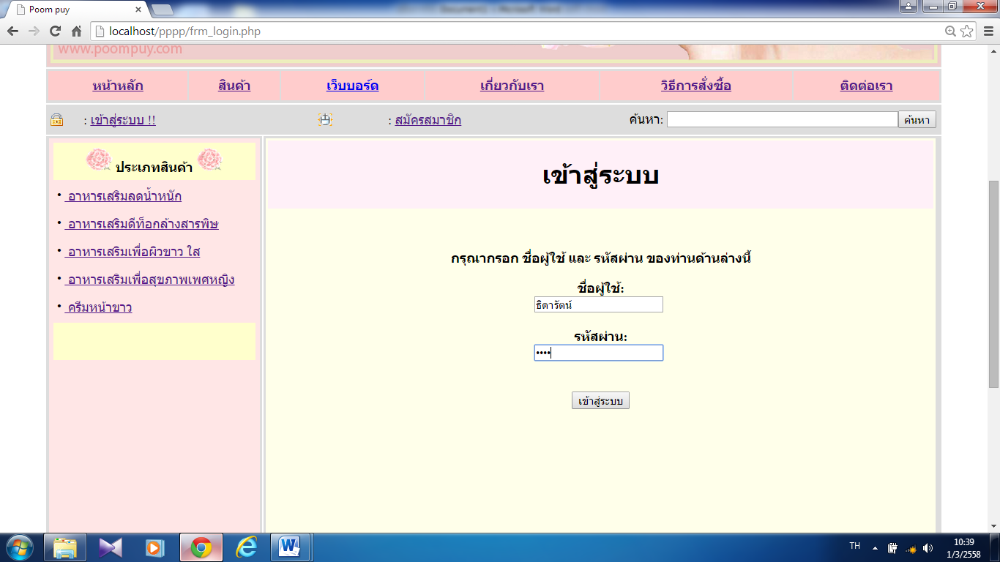 Poom puy
localhost/pppp/frm_login.php
www.poompuy.com
หน้าหลัก สินค้า เว็บบอร์ด เกี่ยวกับเรา วิธีการสั่งซื้อ ติดต่อเรา
: เข้าสู่ระบบ !! : สมัครสมาชิก ค้นหา: ค้นหา
ประเภทสินค้า
• อาหารเสริมลดน้ำหนัก
• อาหารเสริมดีท็อกล้างสารพิษ
• อาหารเสริมเพื่อผิวขาว ใส
• อาหารเสริมเพื่อสุขภาพเพศหญิง
• ครีมหน้าขาว
เข้าสู่ระบบ
กรุณากรอก ชื่อผู้ใช้ และ รหัสผ่าน ของท่านด้านล่างนี้
ชื่อผู้ใช้:
ธิดารัตน์
รหัสผ่าน:
••••
เข้าสู่ระบบ
TH 10:39
1/3/2558